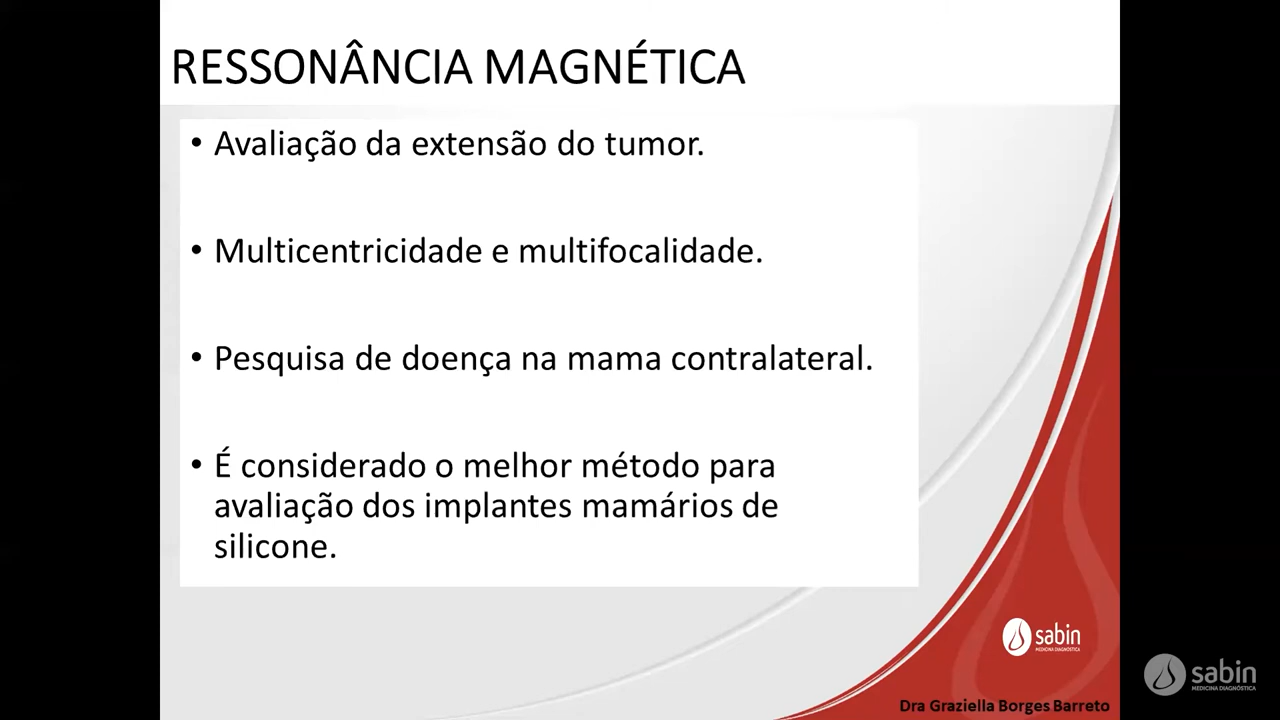 RESSONÂNCIA MAGNÉTICA
• Avaliação da extensão do tumor.
• Multicentricidade e multifocalidade.
• Pesquisa de doença na mama contralateral.
• É considerado o melhor método para
avaliação dos implantes mamários de
silicone.
sabin
MEDICINA DIAGNÓSTICA
sabin
MEDICINA DIAGNÓSTICA
Dra Graziella Borges Barreto